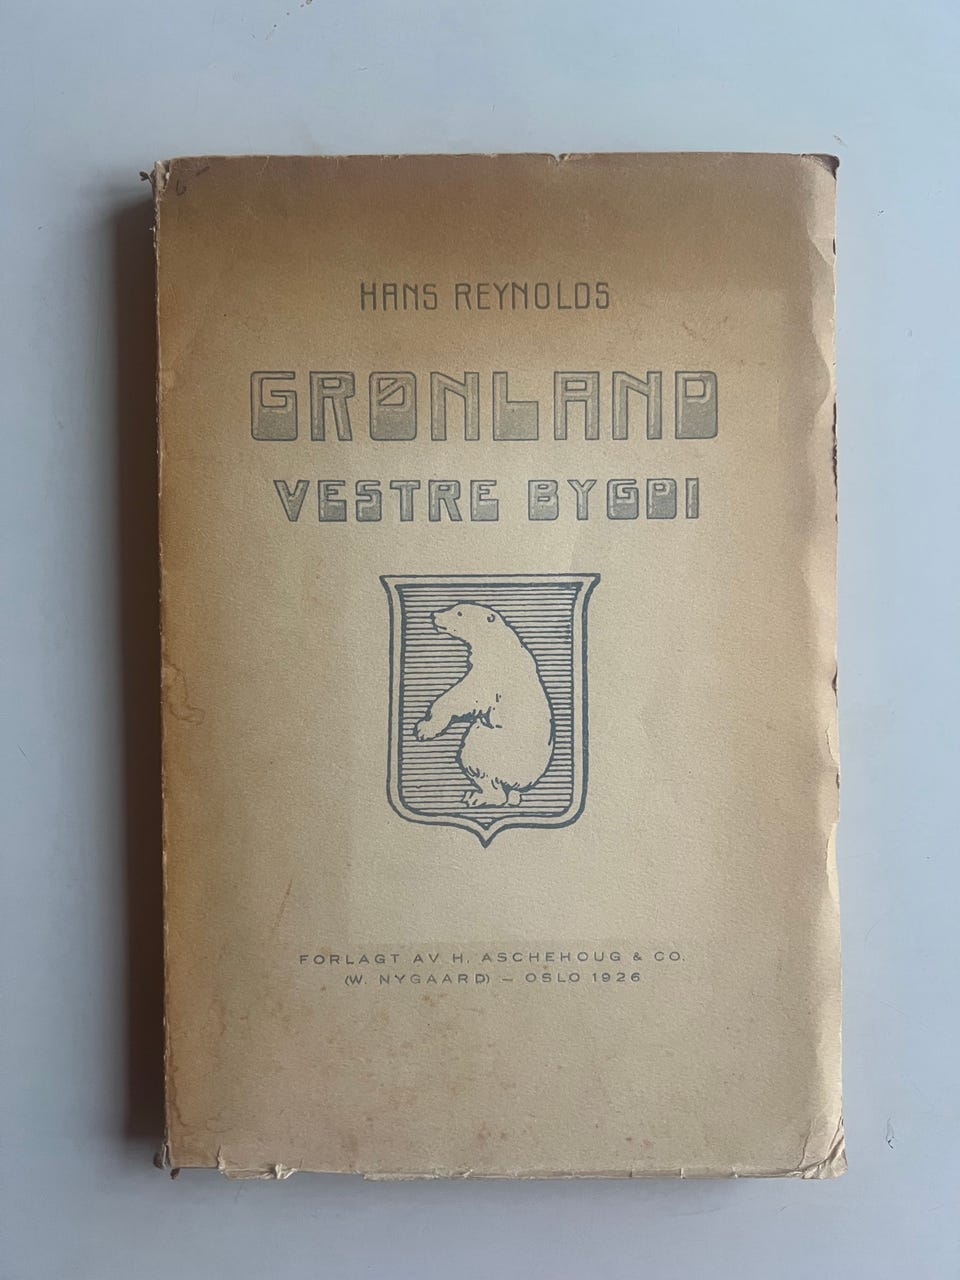 HANS REYNOLDS
GRØNLAND
VESTRE BYGDI
FORLAGT AV H. ASCHEHOUG & CO.
(W. NYGAARD) – OSLO 1926